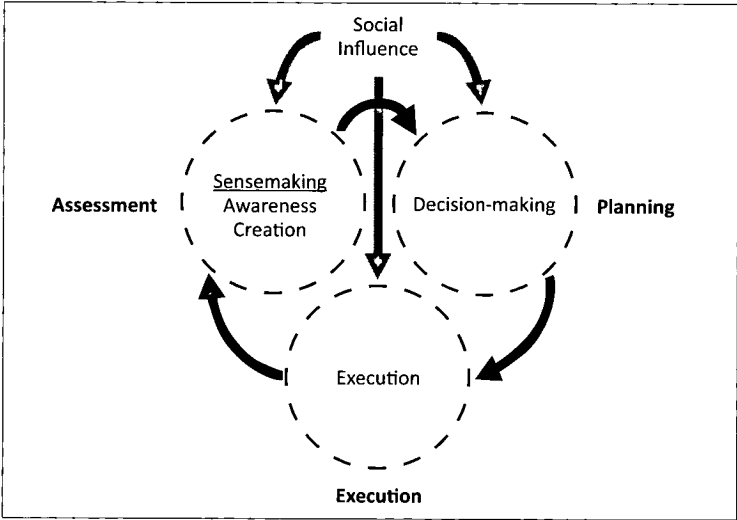 Social
Influence
Assessment
Sensemaking
Awareness
Creation
Decision-making
Planning
Execution
Execution